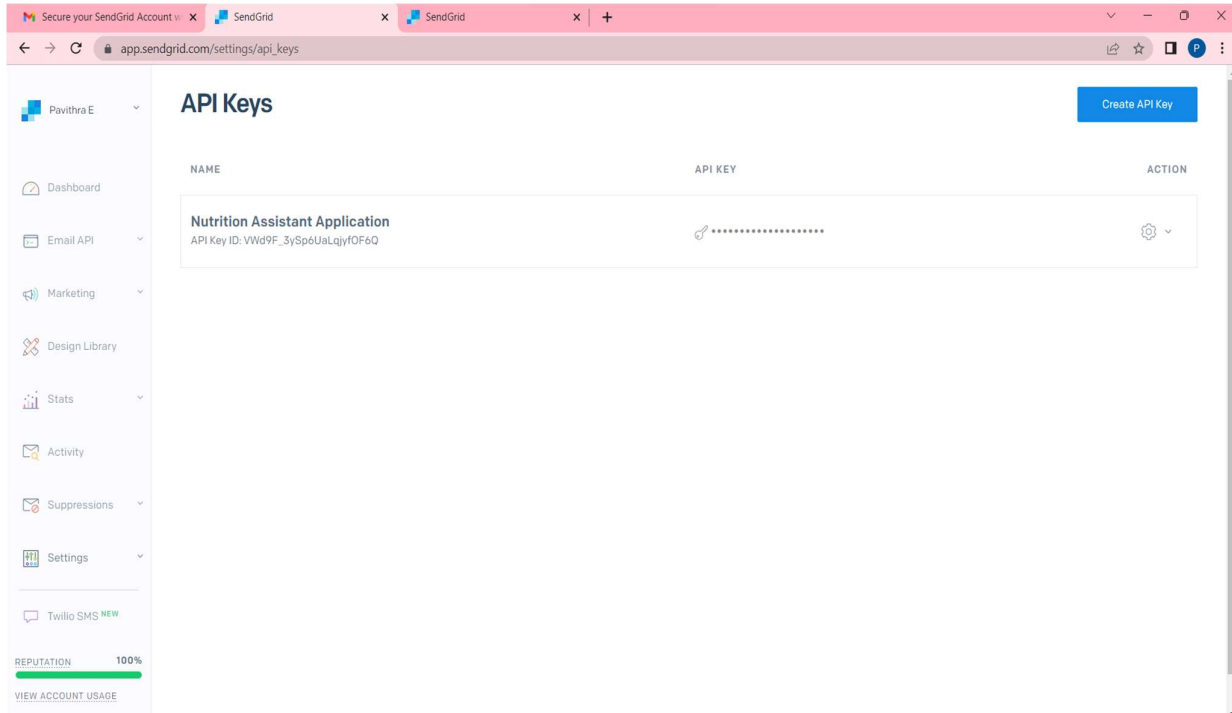 Secure your SendGrid Account w
SendGrid
SendGrid
app.sendgrid.com/settings/api_keys
P
Pavithra E
API Keys
Create API Key
NAME API KEY ACTION
Dashboard
Nutrition Assistant Application
API Key ID: VWd9F_3ySp6UaLqjyfOF6Q
••••••••••••••••••••
Email API
Marketing
Design Library
Stats
Activity
Suppressions
Settings
Twilio SMS NEW
REPUTATION 100%
VIEW ACCOUNT USAGE